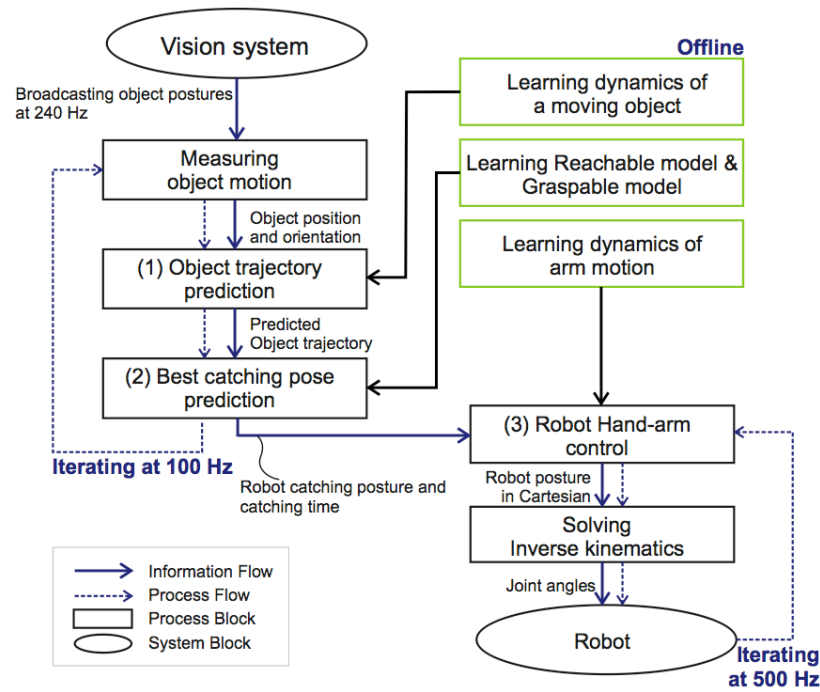 Vision system
Offline
Broadcasting object postures
at 240 Hz
Learning dynamics of
a moving object
Measuring
object motion
Learning Reachable model &
Graspable model
Object position
and orientation
Learning dynamics of
arm motion
(1) Object trajectory
prediction
Predicted
Object trajectory
(2) Best catching pose
prediction
Iterating at 100 Hz
Robot catching posture and
catching time
(3) Robot Hand-arm
control
Robot posture
in Cartesian
Solving
Inverse kinematics
Joint angles
Robot
Iterating
at 500 Hz
Information Flow
Process Flow
Process Block
System Block